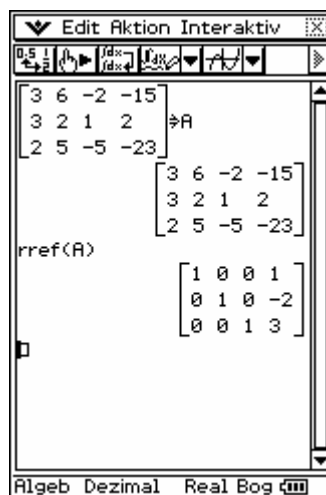 Edit Aktion Interaktiv
[3 6 -2 -15
3 2 1 2
2 5 -5 -23]⇒A
[3 6 -2 -15
3 2 1 2
2 5 -5 -23]
rref(A)
[1 0 0 1
0 1 0 -2
0 0 1 3]
Algeb Dezimal Real Bog